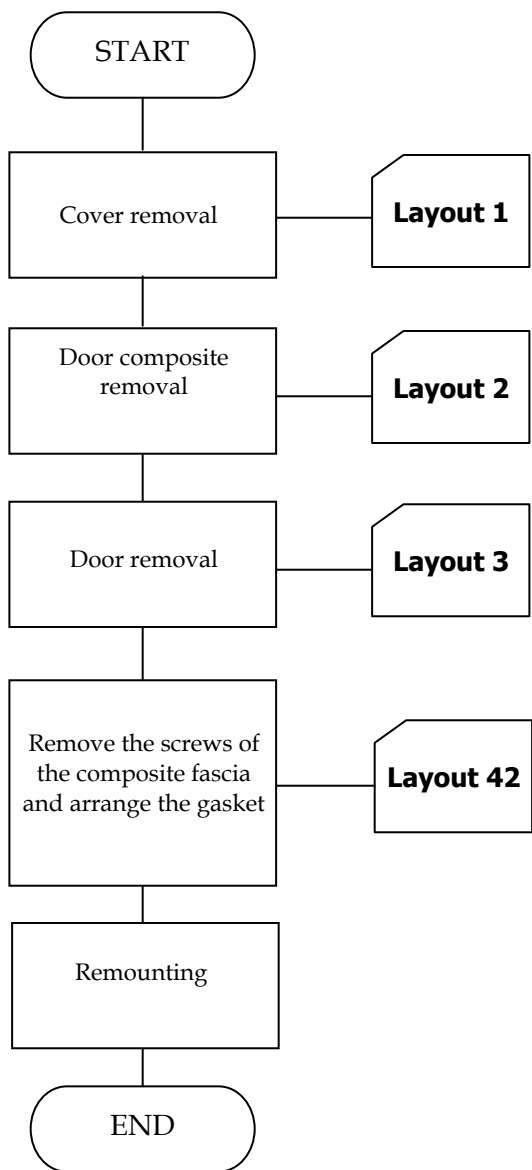 START
Cover removal
Layout 1
Door composite
removal
Layout 2
Door removal
Layout 3
Remove the screws of
the composite fascia
and arrange the gasket
Layout 42
Remounting
END